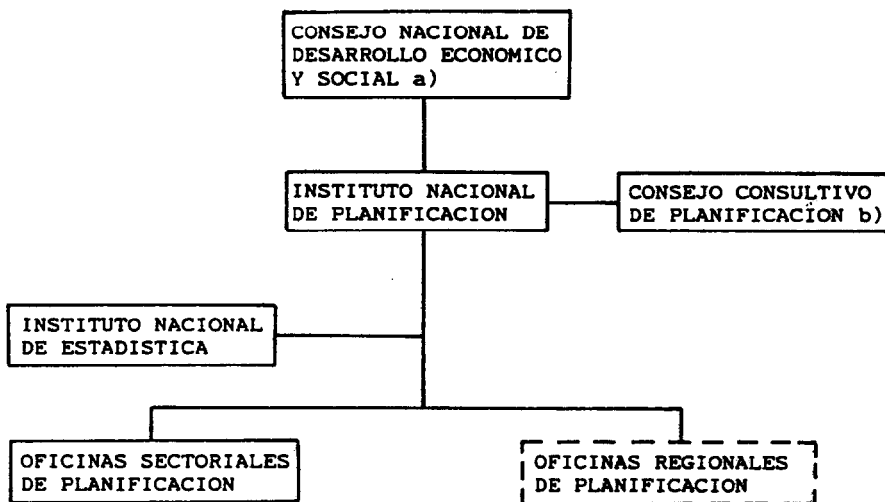 CONSEJO NACIONAL DE
DESARROLLO ECONOMICO
Y SOCIAL a)
INSTITUTO NACIONAL
DE PLANIFICACION
CONSEJO CONSULTIVO
DE PLANIFICACION b)
INSTITUTO NACIONAL
DE ESTADISTICA
OFICINAS SECTORIALES
DE PLANIFICACION
OFICINAS REGIONALES
DE PLANIFICACION